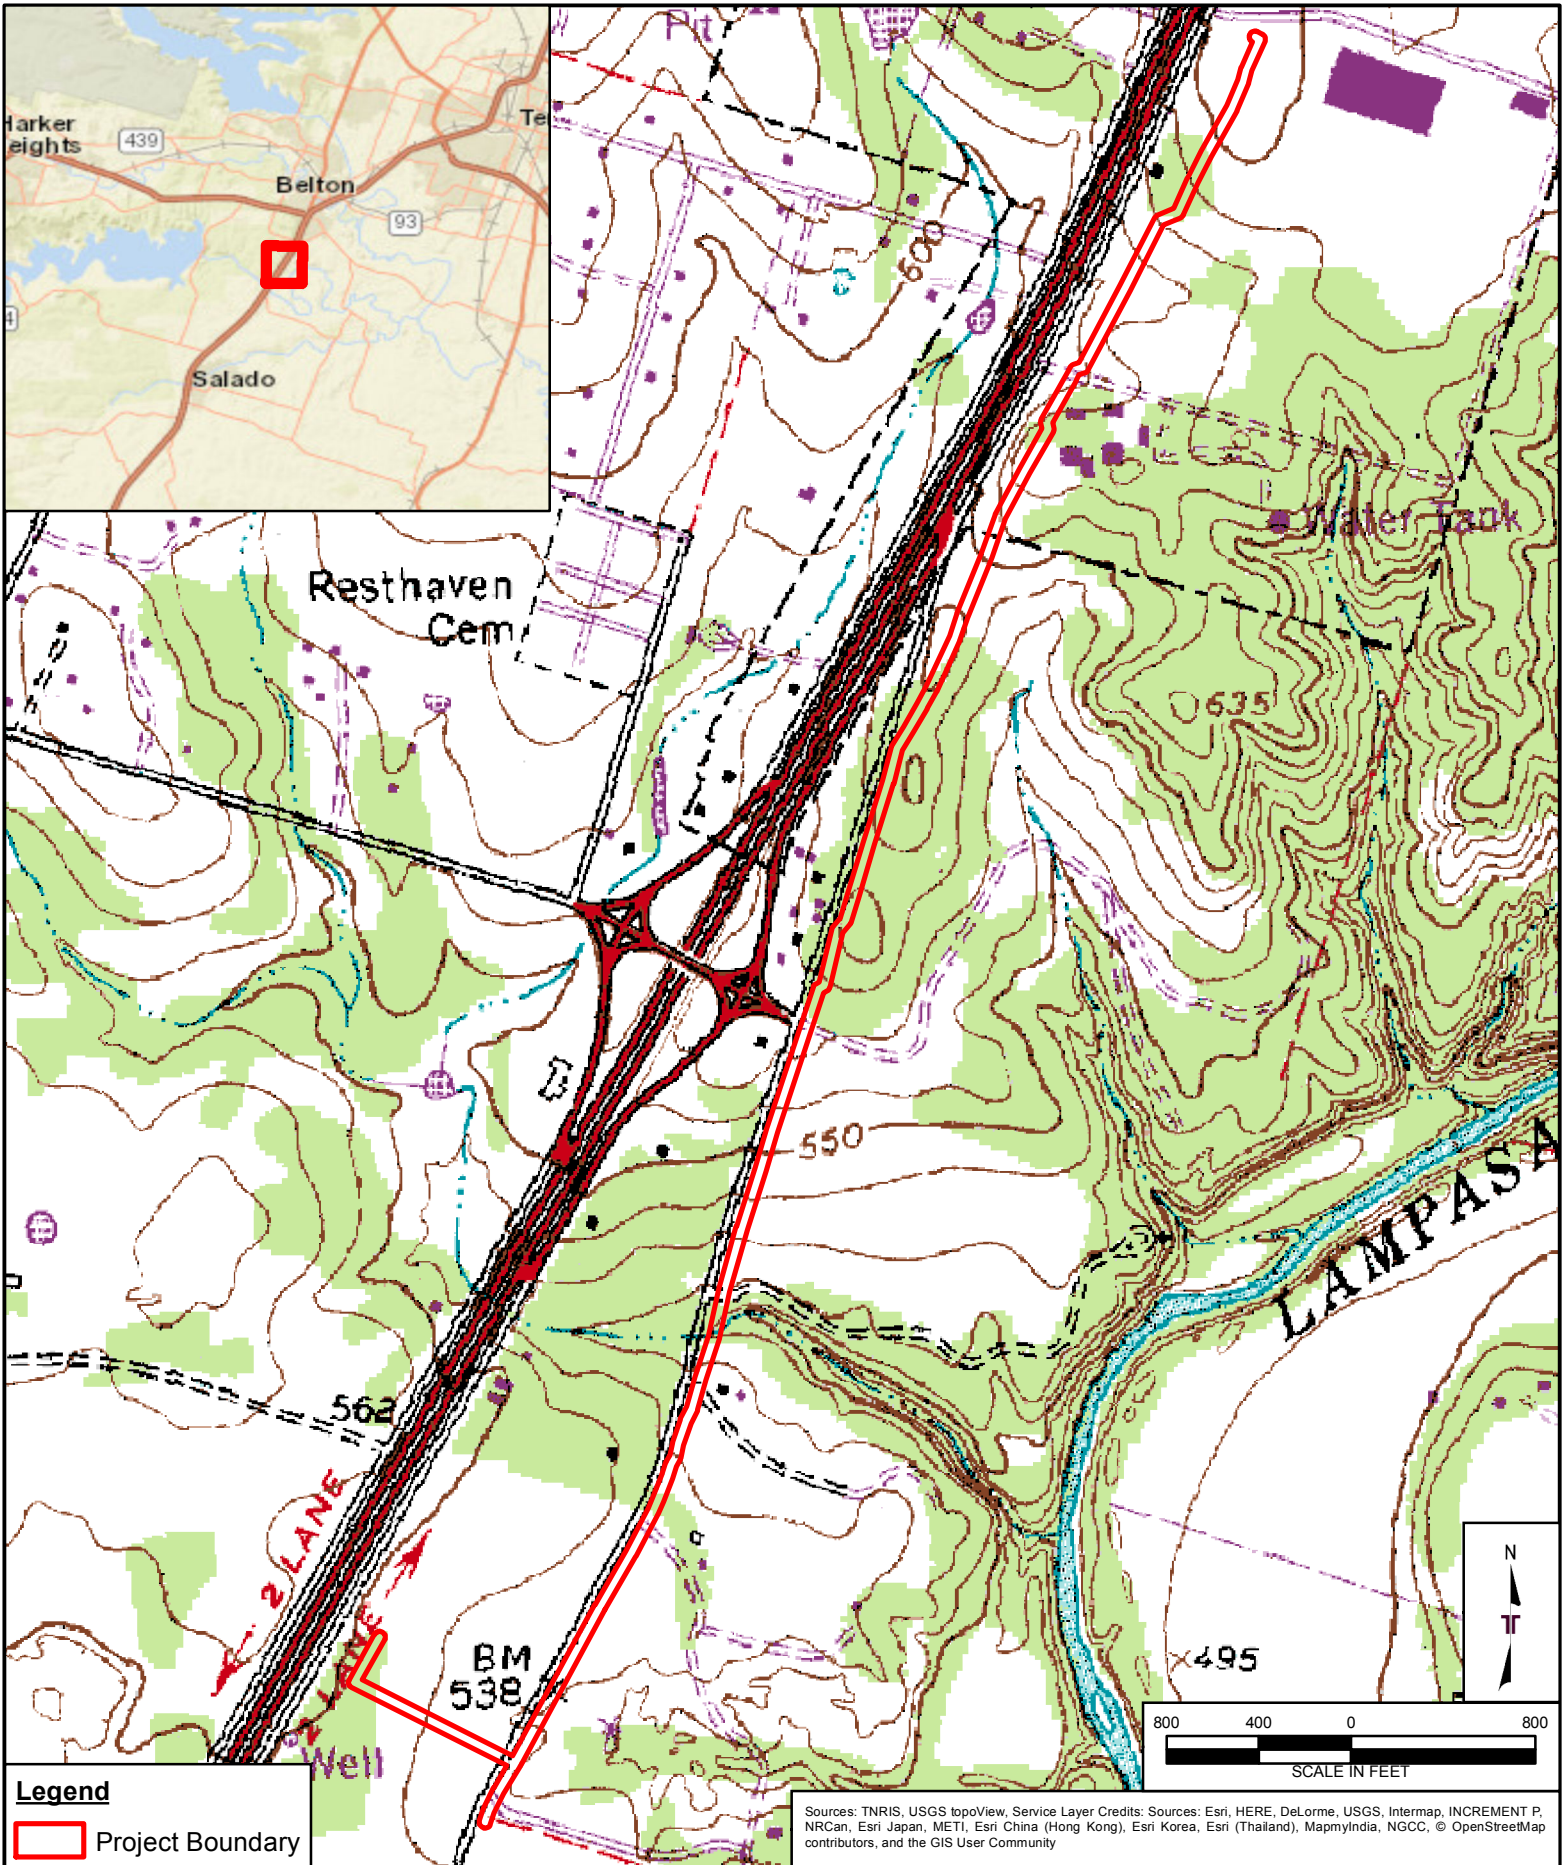 Pit
Harker
eights
439
Te
Belton
93
4
Salado
600
Water Tank
Resthaven
Cem
635
550
LAMPASA
562
2 LANE
2 LANE
BM
538
×495
Well
N
800 400 0 800
SCALE IN FEET
Legend
Project Boundary
Sources: TNRIS, USGS topoView, Service Layer Credits: Sources: Esri, HERE, DeLorme, USGS, Intermap, INCREMENT P,
NRCan, Esri Japan, METI, Esri China (Hong Kong), Esri Korea, Esri (Thailand), MapmyIndia, NGCC, © OpenStreetMap
contributors, and the GIS User Community